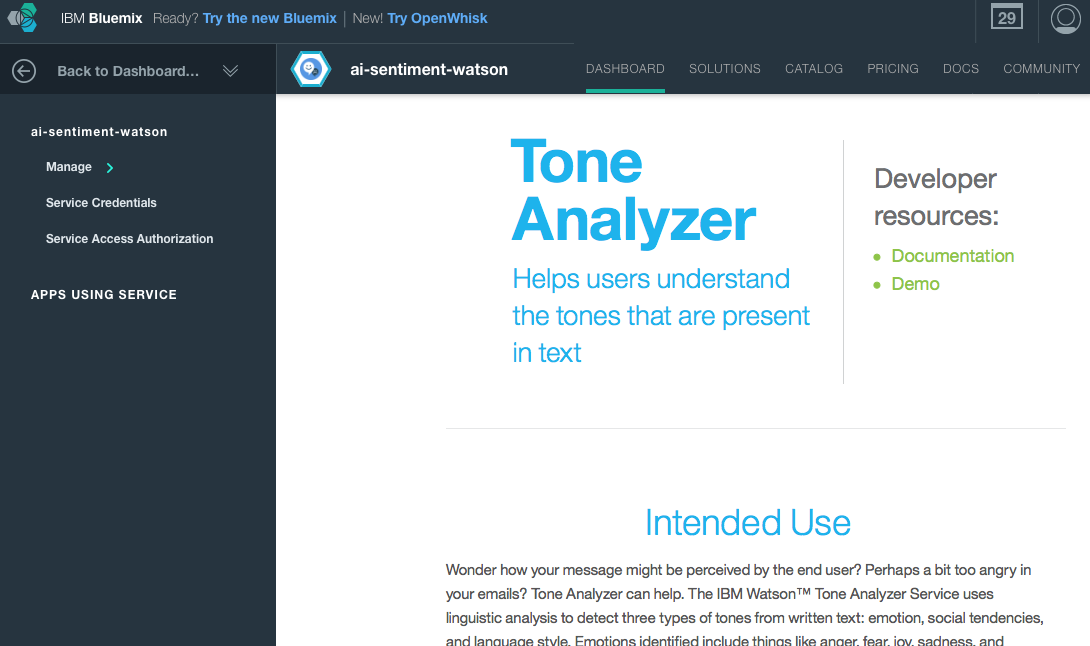 IBM Bluemix Ready? Try the new Bluemix | New! Try OpenWhisk
29
Back to Dashboard...
ai-sentiment-watson
DASHBOARD SOLUTIONS CATALOG PRICING DOCS COMMUNITY
ai-sentiment-watson
Manage
Service Credentials
Service Access Authorization
APPS USING SERVICE
Tone
Analyzer
Helps users understand
the tones that are present
in text
Developer
resources:
Documentation
Demo
Intended Use
Wonder how your message might be perceived by the end user? Perhaps a bit too angry in
your emails? Tone Analyzer can help. The IBM Watson™ Tone Analyzer Service uses
linguistic analysis to detect three types of tones from written text: emotion, social tendencies,
and language style. Emotions identified include things like anger, fear, joy, sadness, and